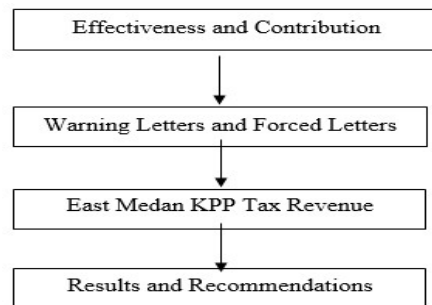 Effectiveness and Contribution
Warning Letters and Forced Letters
East Medan KPP Tax Revenue
Results and Recommendations